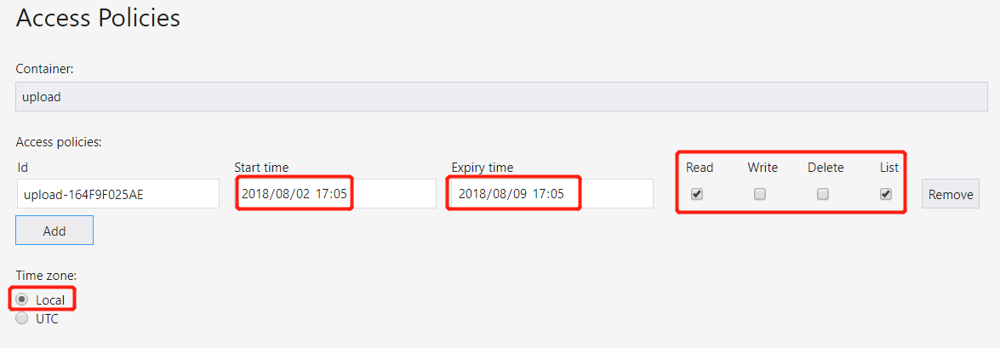 Access Policies
Container:
upload
Access policies:
Id Start time Expiry time Read Write Delete List
upload-164F9F025AE 2018/08/02 17:05 2018/08/09 17:05 Remove
Add
Time zone:
Local
UTC